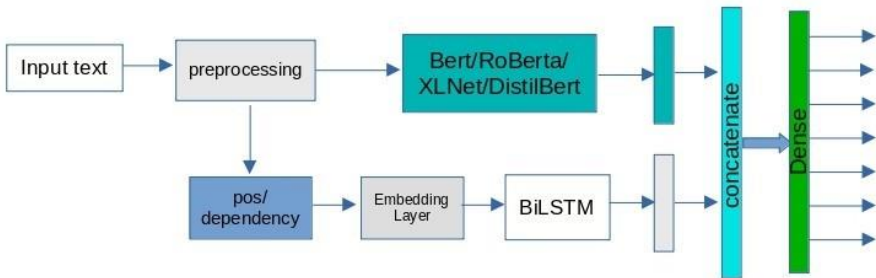 Input text
preprocessing
Bert/RoBerta/
XLNet/DistilBert
pos/
dependency
Embedding
Layer
BiLSTM
concatenate
Dense